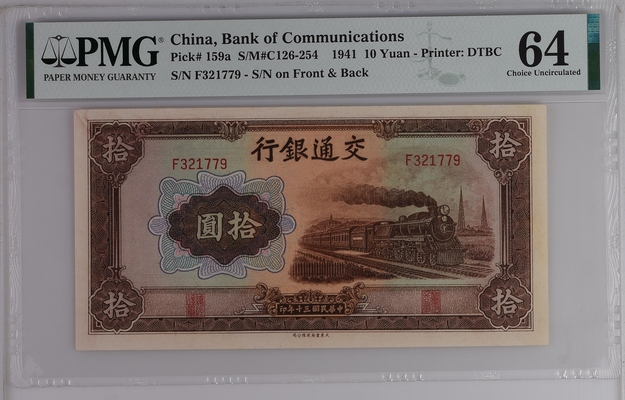 PMG
PAPER MONEY GUARANTY
China, Bank of Communications
Pick# 159a S/M#C126-254 1941 10 Yuan - Printer: DTBC
S/N F321779 - S/N on Front & Back
64
Choice Uncirculated
拾 拾
行銀通交
F321779 F321779
圓拾
拾 拾
印年十三國民華中